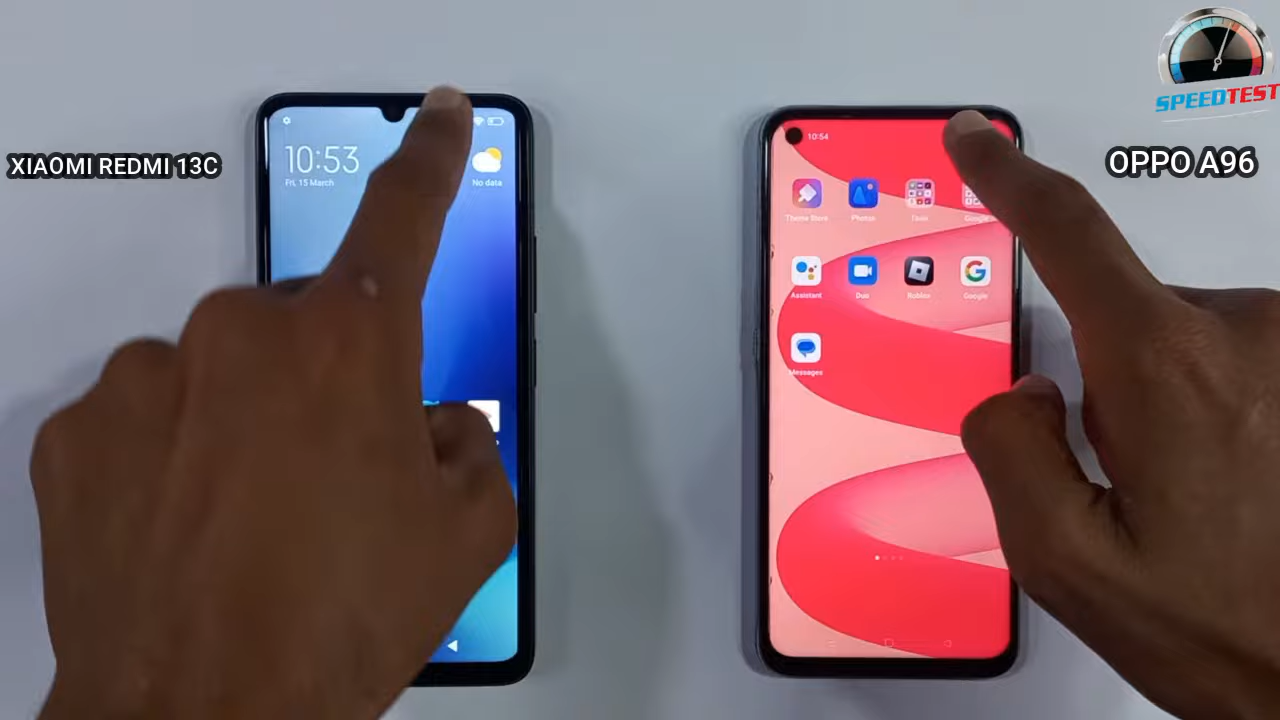 SPEEDTEST
XIAOMI REDMI 13C
OPPO A96
10:53
Fri, 15 March
No data
10:54
Theme Store
Photos
Tools
Google
Assistant
Duo
Roblox
Google
Messages